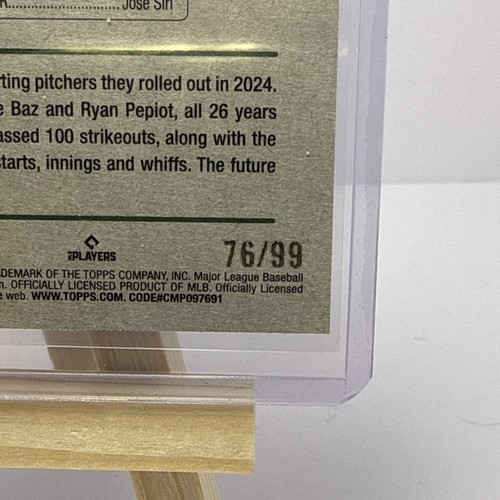 R.............................. Jose Siri
rting pitchers they rolled out in 2024.
e Baz and Ryan Pepiot, all 26 years
assed 100 strikeouts, along with the
starts, innings and whiffs. The future
PLAYERS
76/99
DEMARK OF THE TOPPS COMPANY, INC. Major League Baseball
n. OFFICIALLY LICENSED PRODUCT OF MLB. Officially Licensed
e web. WWW.TOPPS.COM. CODE#CMP097691